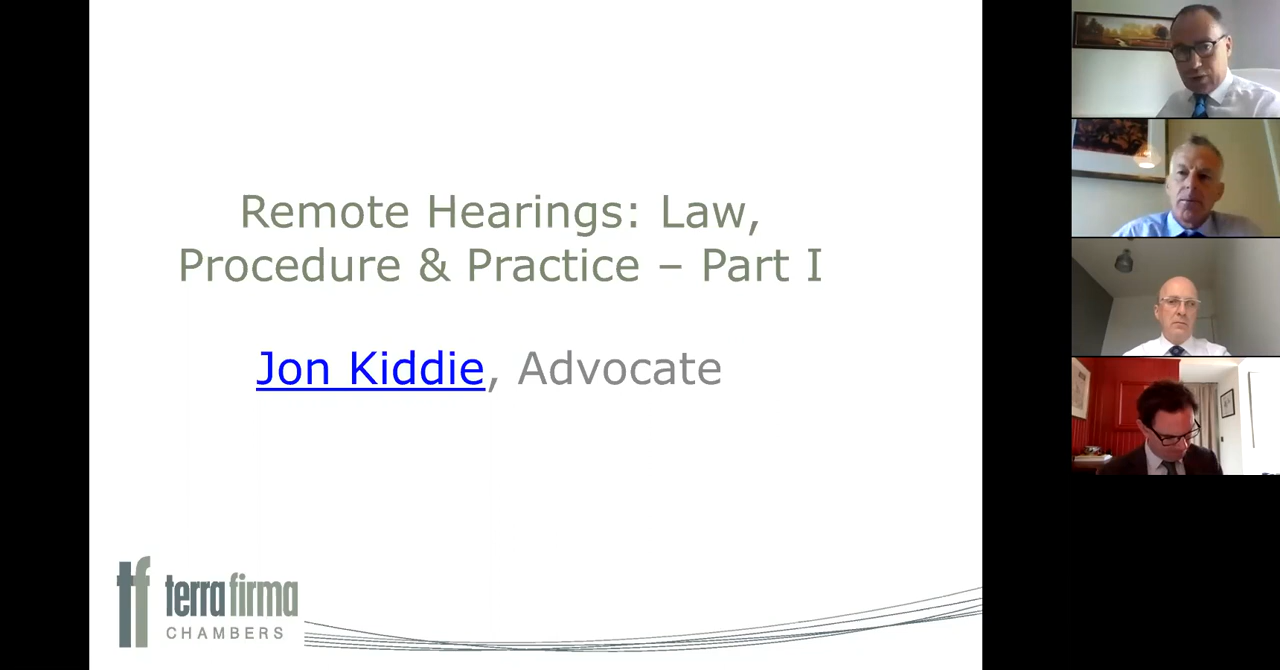 Remote Hearings: Law,
Procedure & Practice – Part I
Jon Kiddie, Advocate
tf terra firma
CHAMBERS